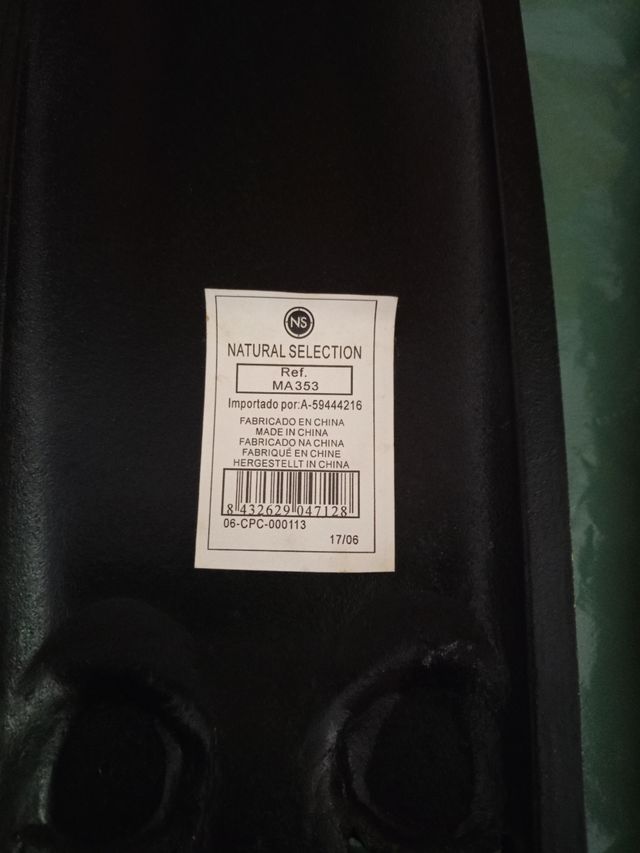 NS
NATURAL SELECTION
Ref.
MA353
Importado por:A-59444216
FABRICADO EN CHINA
MADE IN CHINA
FABRICADO NA CHINA
FABRIQUÉ EN CHINE
HERGESTELLT IN CHINA
8 432629 047128
06-CPC-000113
17/06